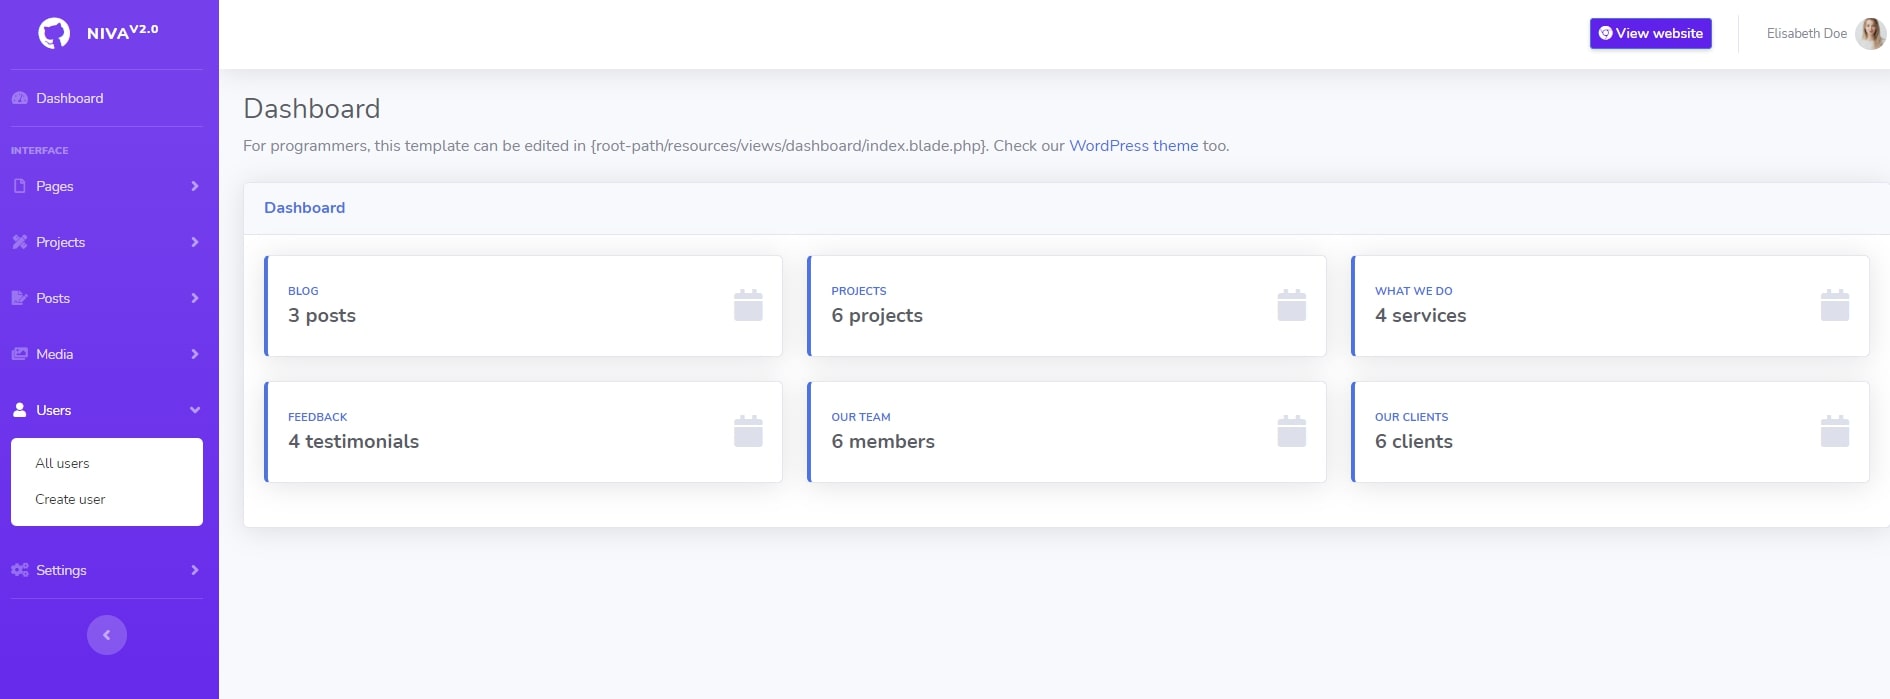 NIVA V2.0
View website
Elisabeth Doe
Dashboard
INTERFACE
Pages
Projects
Posts
Media
Users
All users
Create user
Settings
Dashboard
For programmers, this template can be edited in {root-path/resources/views/dashboard/index.blade.php}. Check our WordPress theme too.
Dashboard
BLOG
3 posts
PROJECTS
6 projects
WHAT WE DO
4 services
FEEDBACK
4 testimonials
OUR TEAM
6 members
OUR CLIENTS
6 clients